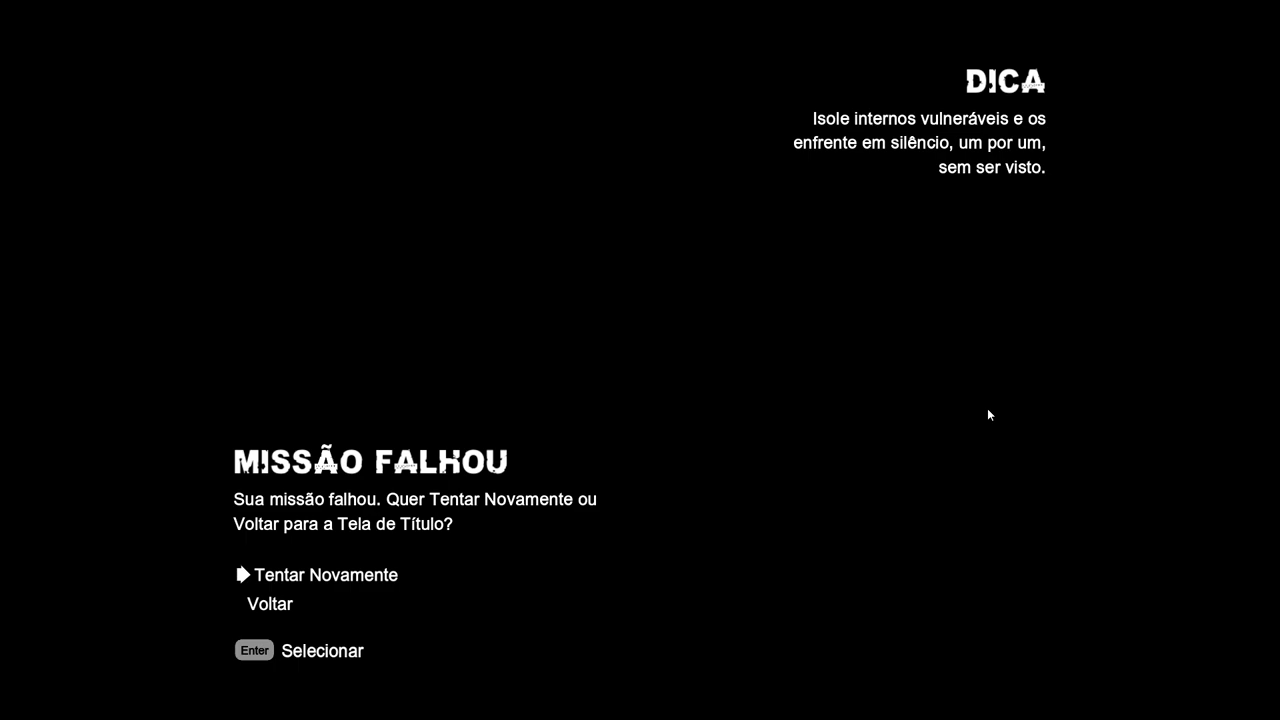 DICA
Isole internos vulneráveis e os
enfrente em silêncio, um por um,
sem ser visto.
MISSÃO FALHOU
Sua missão falhou. Quer Tentar Novamente ou
Voltar para a Tela de Título?
Tentar Novamente
Voltar
Enter Selecionar